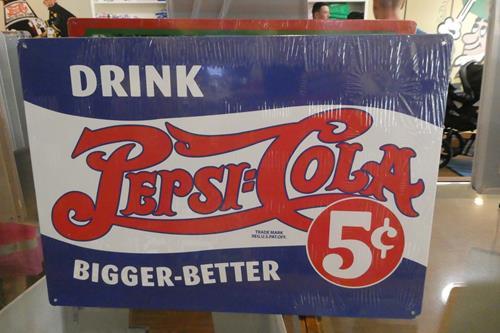 DRINK
PEPSI=COLA
TRADE MARK
REG. U.S. PAT. OFF.
5¢
BIGGER-BETTER